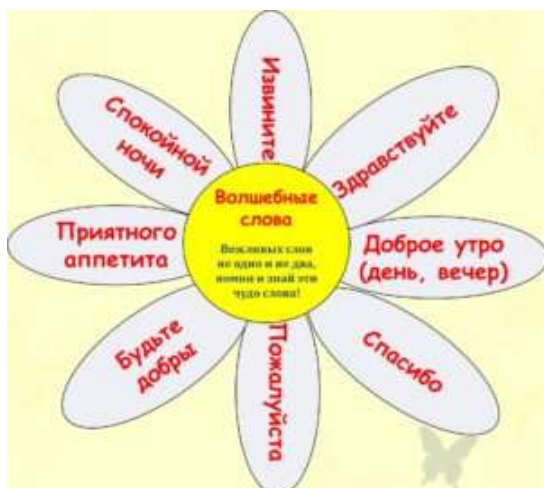 Извините
Здравствуйте
Доброе утро
(день, вечер)
Спасибо
Пожалуйста
Будьте
добры
Приятного
аппетита
Спокойной
ночи
Волшебные
слова
Вежливых слов
не одно и не два,
помни и знай эти
чудо слова!